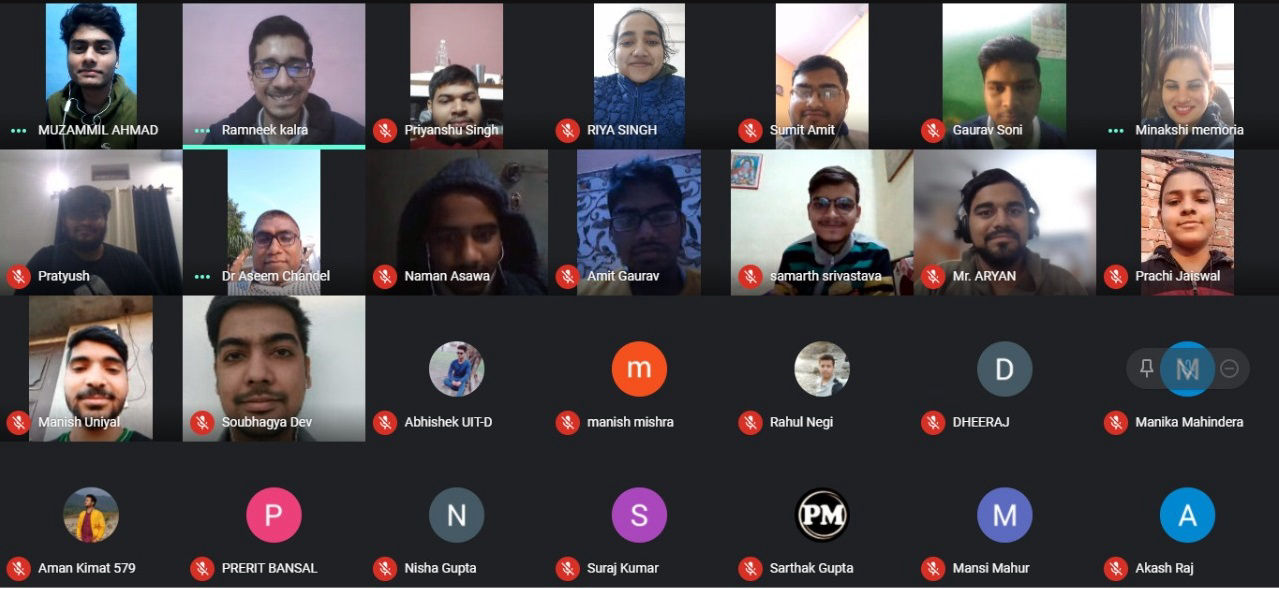 MUZAMMIL AHMAD
Ramneek kalra
Priyanshu Singh
RIYA SINGH
Sumit Amit
Gaurav Soni
Minakshi memoria
Pratyush
Dr Aseem Chandel
Naman Asawa
Amit Gaurav
samarth srivastava
Mr. ARYAN
Prachi Jaiswal
Manish Uniyal
Soubhagya Dev
Abhishek UIT-D
m
manish mishra
Rahul Negi
D
DHEERAJ
M
Manika Mahindera
Aman Kimat 579
P
PRERIT BANSAL
N
Nisha Gupta
S
Suraj Kumar
PM
Sarthak Gupta
M
Mansi Mahur
A
Akash Raj